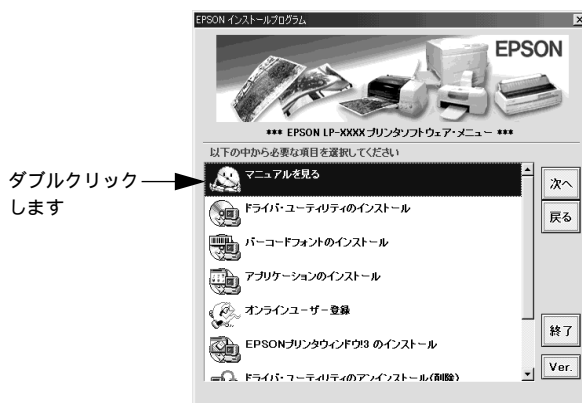 EPSON インストールプログラム
EPSON
*** EPSON LP-XXXX プリンタソフトウェア・メニュー ***
以下の中から必要な項目を選択してください
ダブルクリック
します
マニュアルを見る
ドライバ・ユーティリティのインストール
バーコードフォントのインストール
アプリケーションのインストール
オンラインユーザー登録
EPSONプリンタウィンドウ!3 のインストール
ドライバ・ユーティリティのアンインストール(削除)
次へ
戻る
終了
Ver.